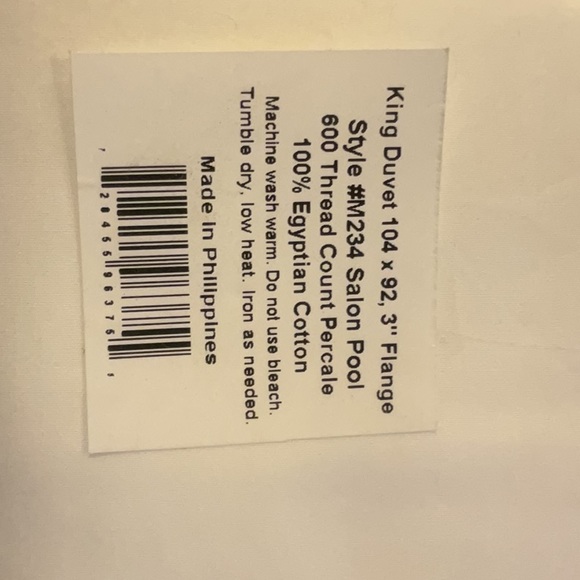 King Duvet 104 x 92, 3" Flange
Style #M234 Salon Pool
600 Thread Count Percale
100% Egyptian Cotton
Machine wash warm. Do not use bleach.
Tumble dry, low heat. Iron as needed.
Made in Philippines